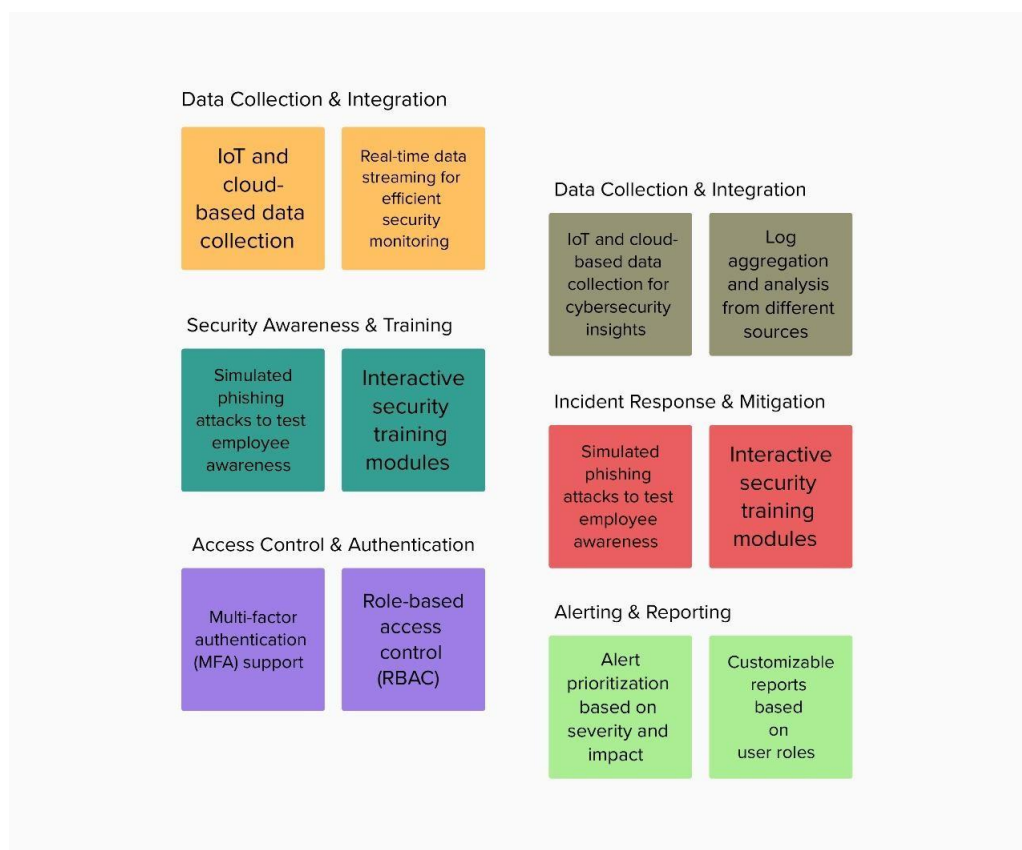 Data Collection & Integration
IoT and
cloud-
based data
collection
Real-time data
streaming for
efficient
security
monitoring
Security Awareness & Training
Simulated
phishing
attacks to test
employee
awareness
Interactive
security
training
modules
Access Control & Authentication
Multi-factor
authentication
(MFA) support
Role-based
access
control
(RBAC)
Data Collection & Integration
IoT and cloud-
based data
collection for
cybersecurity
insights
Log
aggregation
and analysis
from different
sources
Incident Response & Mitigation
Simulated
phishing
attacks to test
employee
awareness
Interactive
security
training
modules
Alerting & Reporting
Alert
prioritization
based on
severity and
impact
Customizable
reports
based
on
user roles